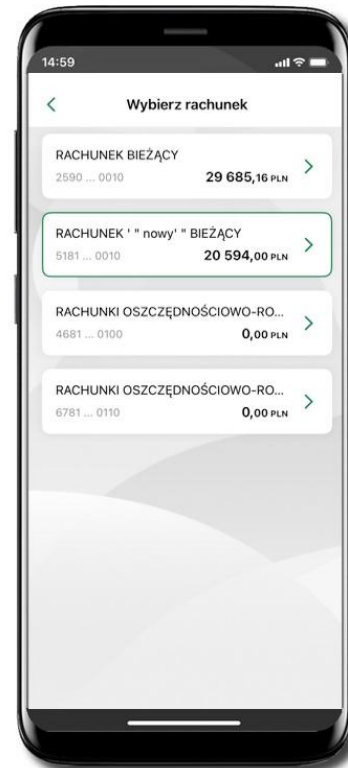 14:59
Wybierz rachunek
RACHUNEK BIEŻĄCY
2590 ... 0010 29 685,16 PLN
RACHUNEK ' " nowy' " BIEŻĄCY
5181 ... 0010 20 594,00 PLN
RACHUNKI OSZCZĘDNOŚCIOWO-RO...
4681 ... 0100 0,00 PLN
RACHUNKI OSZCZĘDNOŚCIOWO-RO...
6781 ... 0110 0,00 PLN